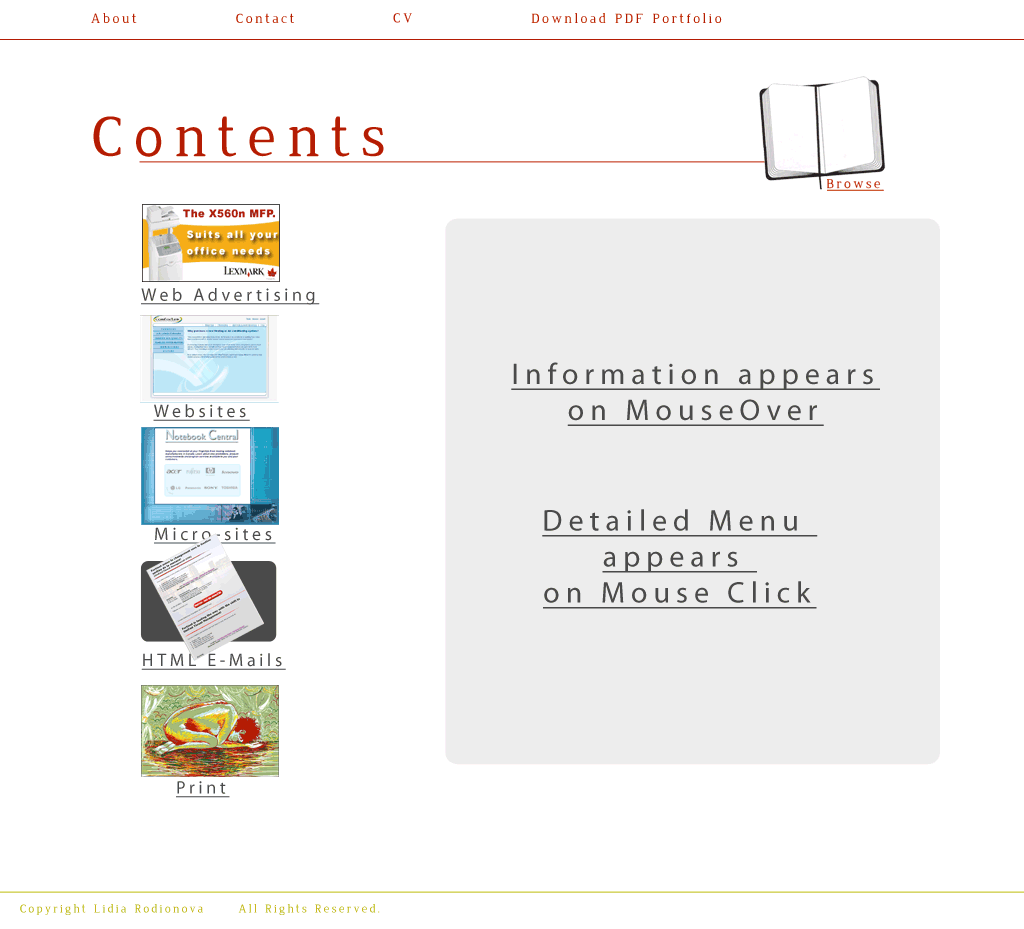 About
Contact
CV
Download PDF Portfolio
Contents
Browse
The X560n MFP.
Suits all your
office needs
LEXMARK
Web Advertising
Websites
Notebook Central
acer
Micro-sites
HTML E-Mails
Print
Information appears
on MouseOver
Detailed Menu
appears
on Mouse Click
Copyright Lidia Rodionova
All Rights Reserved.